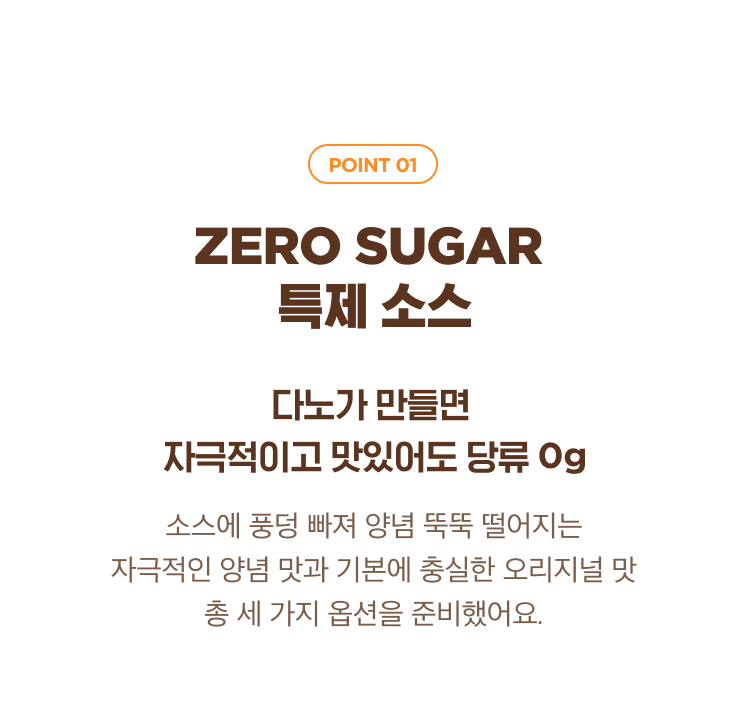 POINT 01
ZERO SUGAR
특제 소스
다노가 만들면
자극적이고 맛있어도 당류 0g
소스에 풍덩 빠져 양념 뚝뚝 떨어지는
자극적인 양념 맛과 기본에 충실한 오리지널 맛
총 세 가지 옵션을 준비했어요.